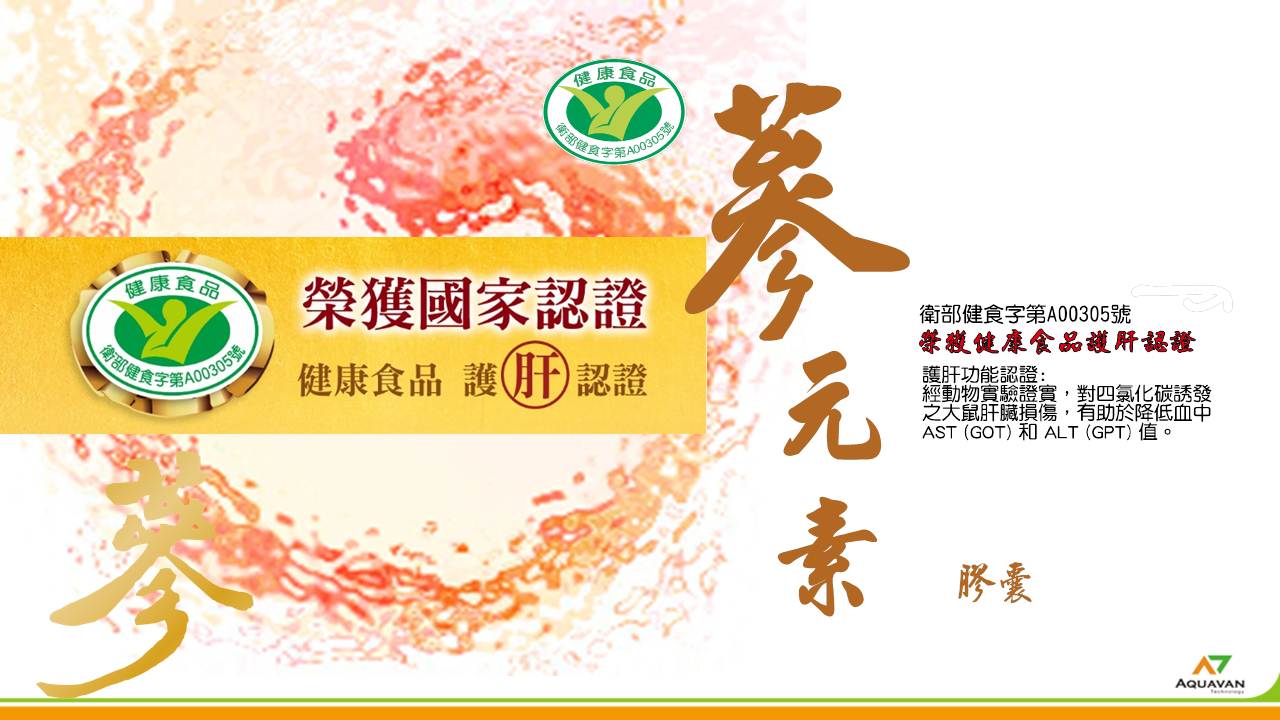 健康食品
衛部健食字第A00305號
健康食品
衛部健食字第A00305號
榮獲國家認證
健康食品 護肝認證
蔘
蔘元素
衛部健食字第A00305號
榮獲健康食品護肝認證
護肝功能認證:
經動物實驗證實,對四氯化碳誘發
之大鼠肝臟損傷,有助於降低血中
AST (GOT) 和 ALT (GPT) 值。
膠囊
AQUAVAN
Technology